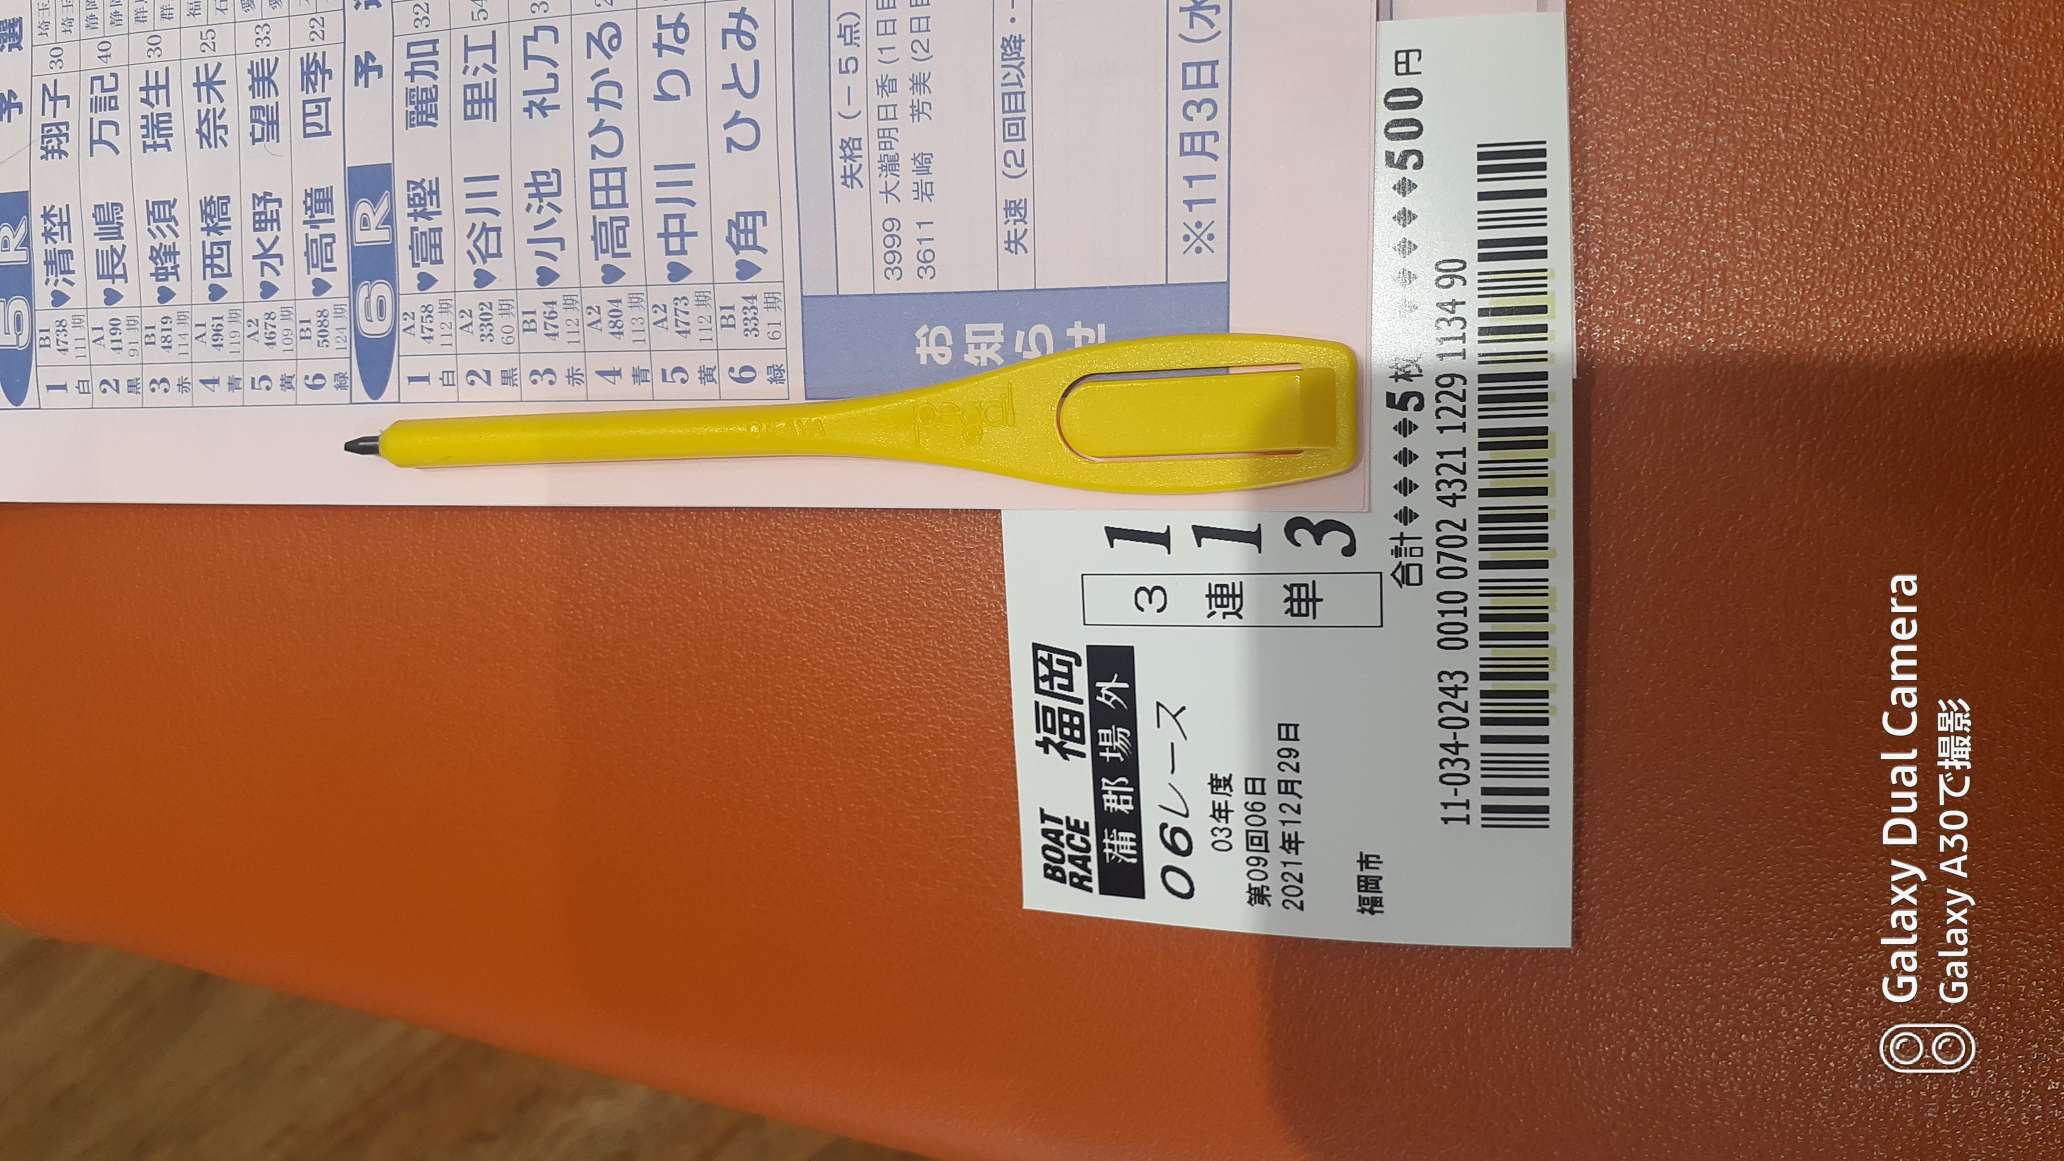 予選
5R
1 白 B1 4738 111期 ♥清埜 翔子 30 埼玉
2 黒 A1 4190 91期 ♥長嶋 万記 40 静岡
3 赤 B1 4819 114期 ♥蜂須 瑞生 30 群
4 青 A1 4961 119期 ♥西橋 奈未 25
5 黄 A2 4678 109期 ♥水野 望美 33
6 緑 B1 5088 124期 ♥高憧 四季 22
6R 予
1 白 A2 4758 112期 ♥富樫 麗加 32
2 黒 A2 3302 60期 ♥谷川 里江 54
3 赤 B1 4764 112期 ♥小池 礼乃
4 青 A2 4804 113期 ♥高田ひかる
5 黄 A2 4773 112期 ♥中川 りな
6 緑 B1 3334 61期 ♥角 ひとみ
お知らせ
失格(-5点)
3999 大瀧明日香(1日目
3611 岩崎 芳美(2日目
失速(2回目以降・
※11月3日(水
BOAT RACE 福岡
蒲郡場外
06レース
03年度
第09回06日
2021年12月29日
福岡市
3連単
1
1
3
合計◆◆◆◆5枚 ◆◆◆◆500円
11-034-0243 0010 0702 4321 1229 1134 90
Galaxy Dual Camera
Galaxy A30で撮影